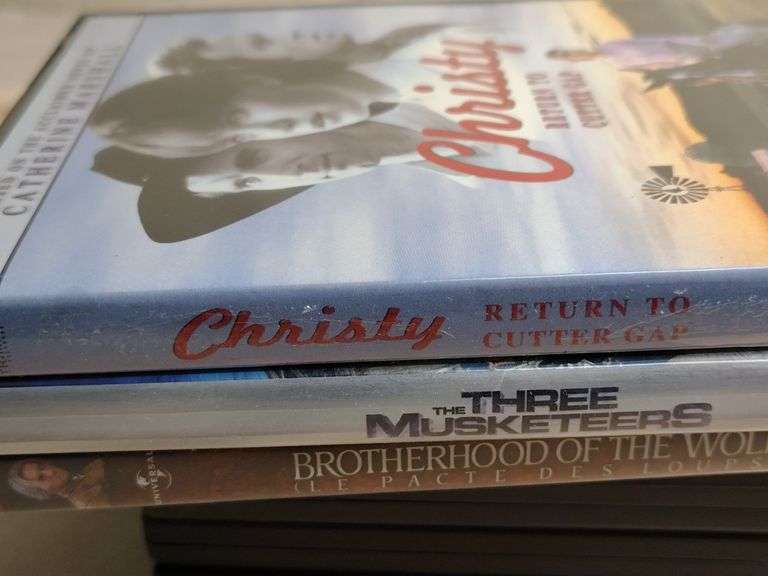 CATHERINE MARSHALL
Christy
RETURN TO
CUTTER GAP
Christy
RETURN TO
CUTTER GAP
THE THREE
MUSKETEERS
UNIVERSAL
BROTHERHOOD OF THE
(LE PACTE DES LOUPS